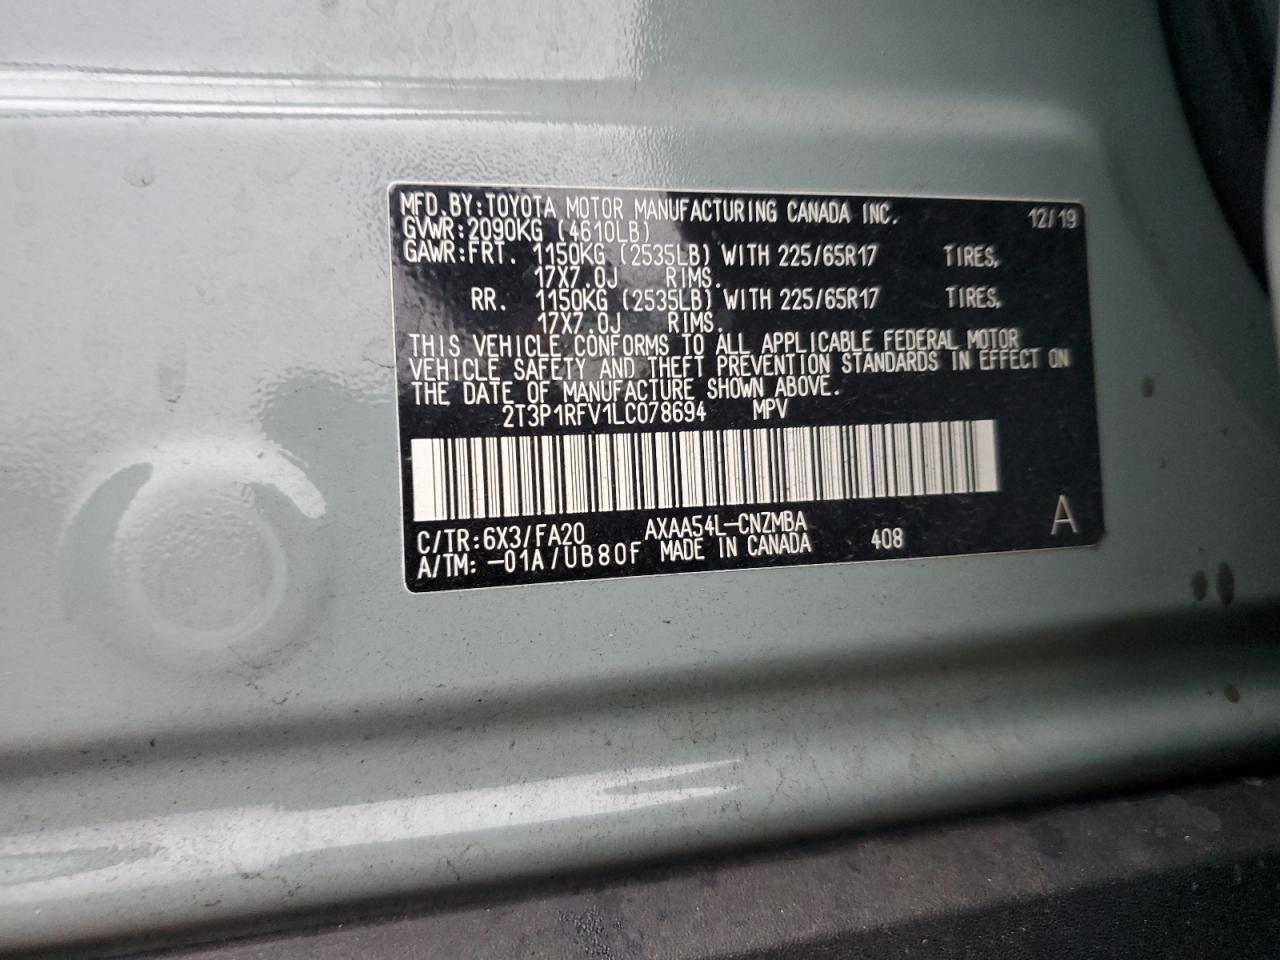 MFD.BY:TOYOTA MOTOR MANUFACTURING CANADA INC. 12/19
GVWR:2090KG (4610LB)
GAWR:FRT. 1150KG (2535LB) WITH 225/65R17 TIRES,
17X7.0J RIMS.
RR. 1150KG (2535LB) WITH 225/65R17 TIRES,
17X7.0J RIMS.
THIS VEHICLE CONFORMS TO ALL APPLICABLE FEDERAL MOTOR
VEHICLE SAFETY AND THEFT PREVENTION STANDARDS IN EFFECT ON
THE DATE OF MANUFACTURE SHOWN ABOVE.
2T3P1RFV1LC078694 MPV
C/TR:6X3/FA20 AXAA54L-CNZMBA A
A/TM: -01A/UB80F MADE IN CANADA 408